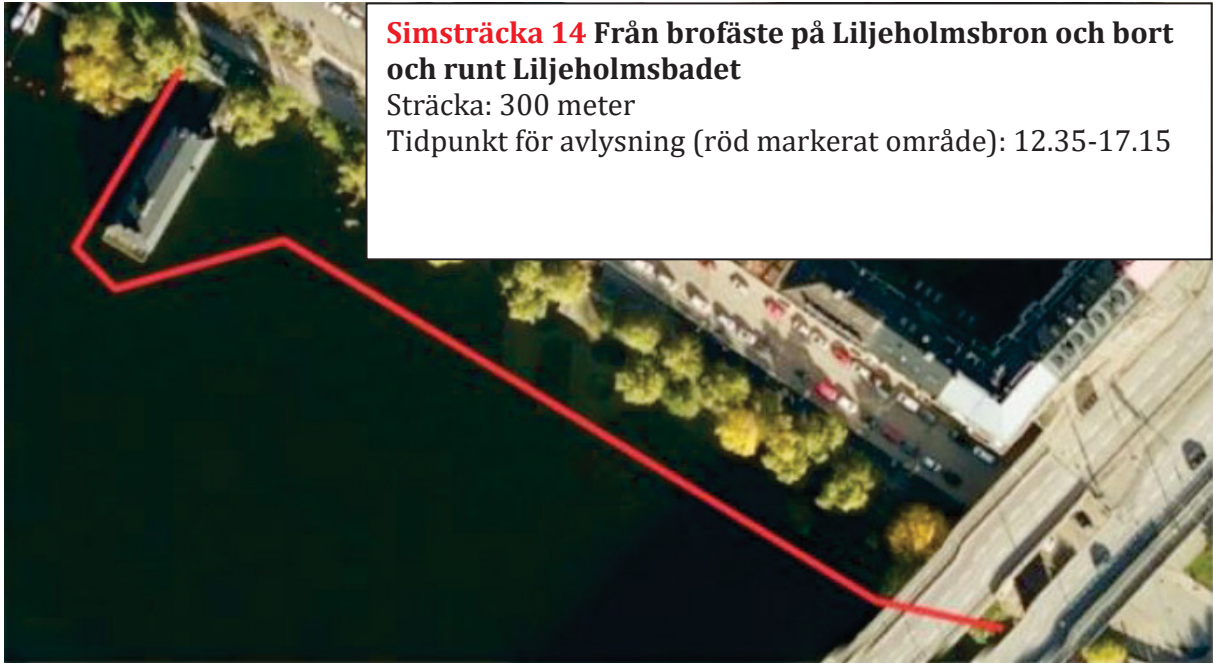 Simsträcka 14 Från brofäste på Liljeholmsbron och bort
och runt Liljeholmsbadet
Sträcka: 300 meter
Tidpunkt för avlysning (röd markerat område): 12.35-17.15